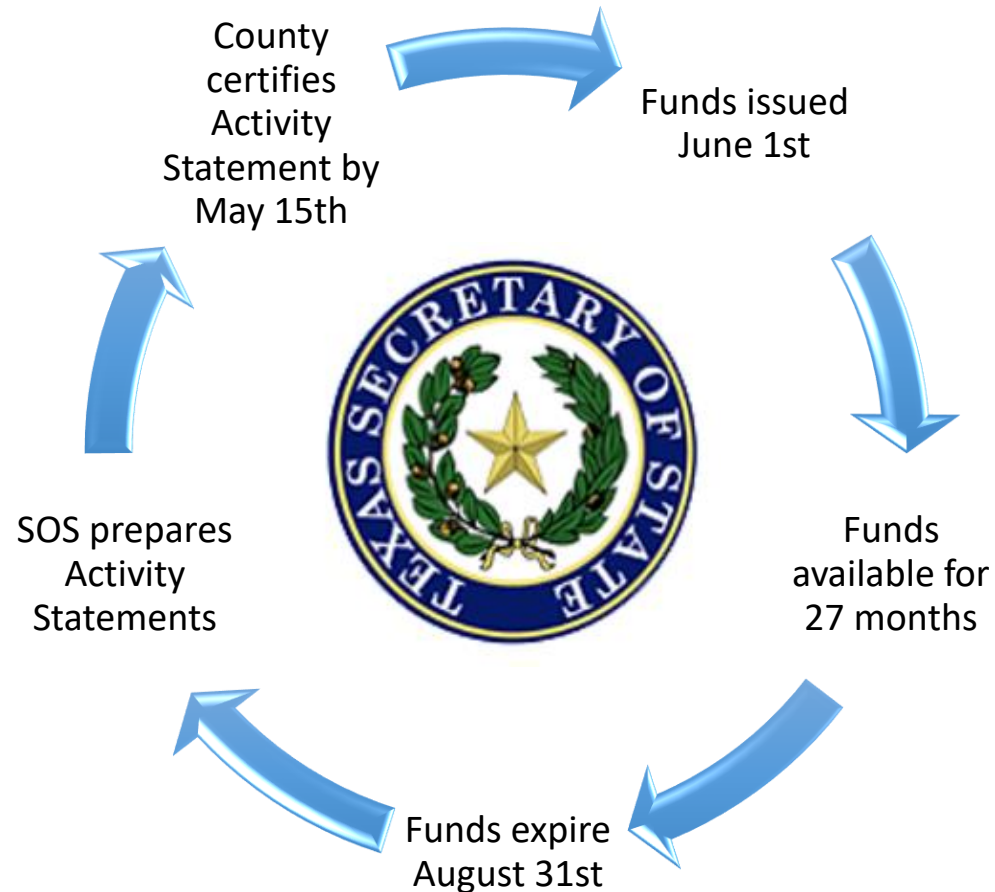 County
certifies
Activity
Statement by
May 15th
Funds issued
June 1st
Funds
available for
27 months
Funds expire
August 31st
SOS prepares
Activity
Statements
TEXAS SECRETARY OF STATE